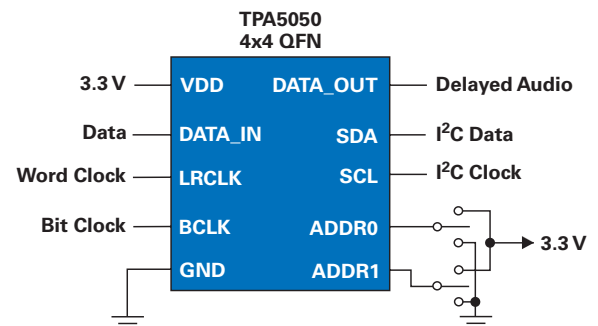 TPA5050
4x4 QFN
3.3 V
VDD
DATA_OUT
Delayed Audio
Data
DATA_IN
SDA
I²C Data
Word Clock
LRCLK
SCL
I²C Clock
Bit Clock
BCLK
ADDR0
3.3 V
GND
ADDR1